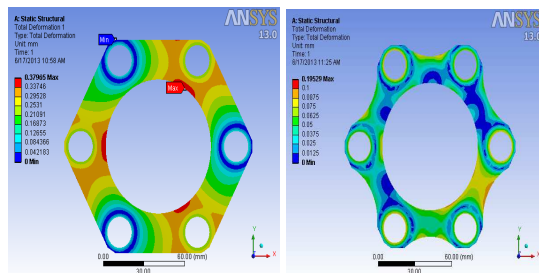 A: Static Structural
Total Deformation 1
Type: Total Deformation
Unit: mm
Time: 1
6/17/2013 10:58 AM
0.37965 Max
0.33746
0.29528
0.2531
0.21091
0.16873
0.12655
0.084366
0.042183
0 Min
Min
Max
ANSYS
13.0
Y
X
Z
0.00
60.00 (mm)
30.00
A: Static Structural
Total Deformation
Type: Total Deformation
Unit: mm
Time: 1
6/17/2013 11:25 AM
0.19529 Max
0.1
0.0875
0.075
0.0625
0.05
0.0375
0.025
0.0125
0 Min
ANSYS
13.0
Y
X
Z
0.00
60.00 (mm)
30.00